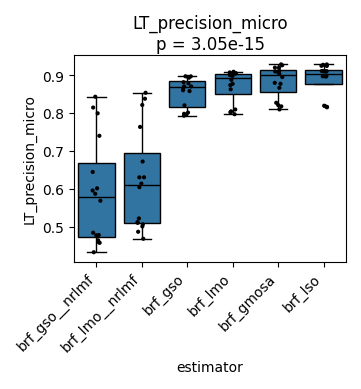 LT_precision_micro
p = 3.05e-15
LT_precision_micro
0.9
0.8
0.7
0.6
0.5
brf_gso__nrlmf
brf_lmo__nrlmf
brf_gso
brf_lmo
brf_gmosa
brf_lso
estimator